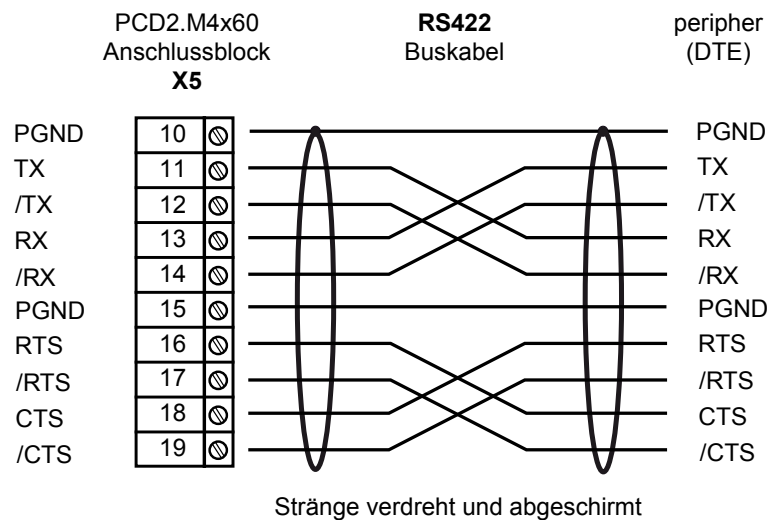 PCD2.M4x60 RS422 peripher
Anschlussblock Buskabel (DTE)
X5
PGND 10 PGND
TX 11 TX
/TX 12 /TX
RX 13 RX
/RX 14 /RX
PGND 15 PGND
RTS 16 RTS
/RTS 17 /RTS
CTS 18 CTS
/CTS 19 /CTS
Stränge verdreht und abgeschirmt